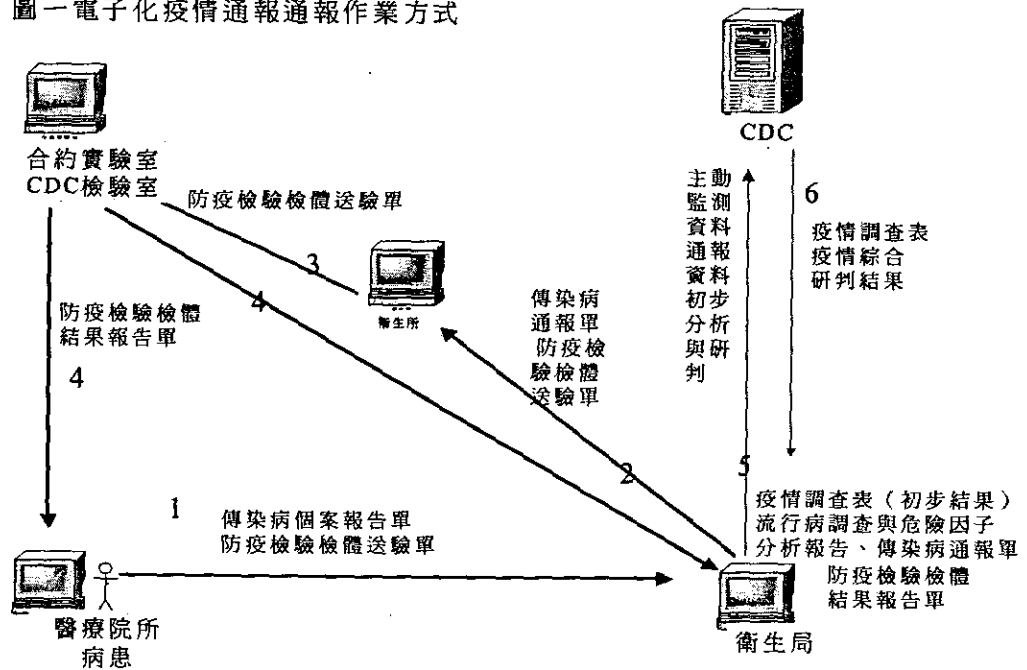 圖一電子化疫情通報通報作業方式
CDC
合約實驗室
CDC檢驗室
防疫檢驗檢體送驗單
3
衛生所
4
防疫檢驗檢體
結果報告單
4
傳染病
通報單
防疫檢
驗檢體
送驗單
2
主動
監測
資料
通報
資料
初步
分析
與研
判
6
疫情調查表
疫情綜合
研判結果
5
1
傳染病個案報告單
防疫檢驗檢體送驗單
疫情調查表（初步結果）
流行病調查與危險因子
分析報告、傳染病通報單
防疫檢驗檢體
結果報告單
醫療院所
病患
衛生局